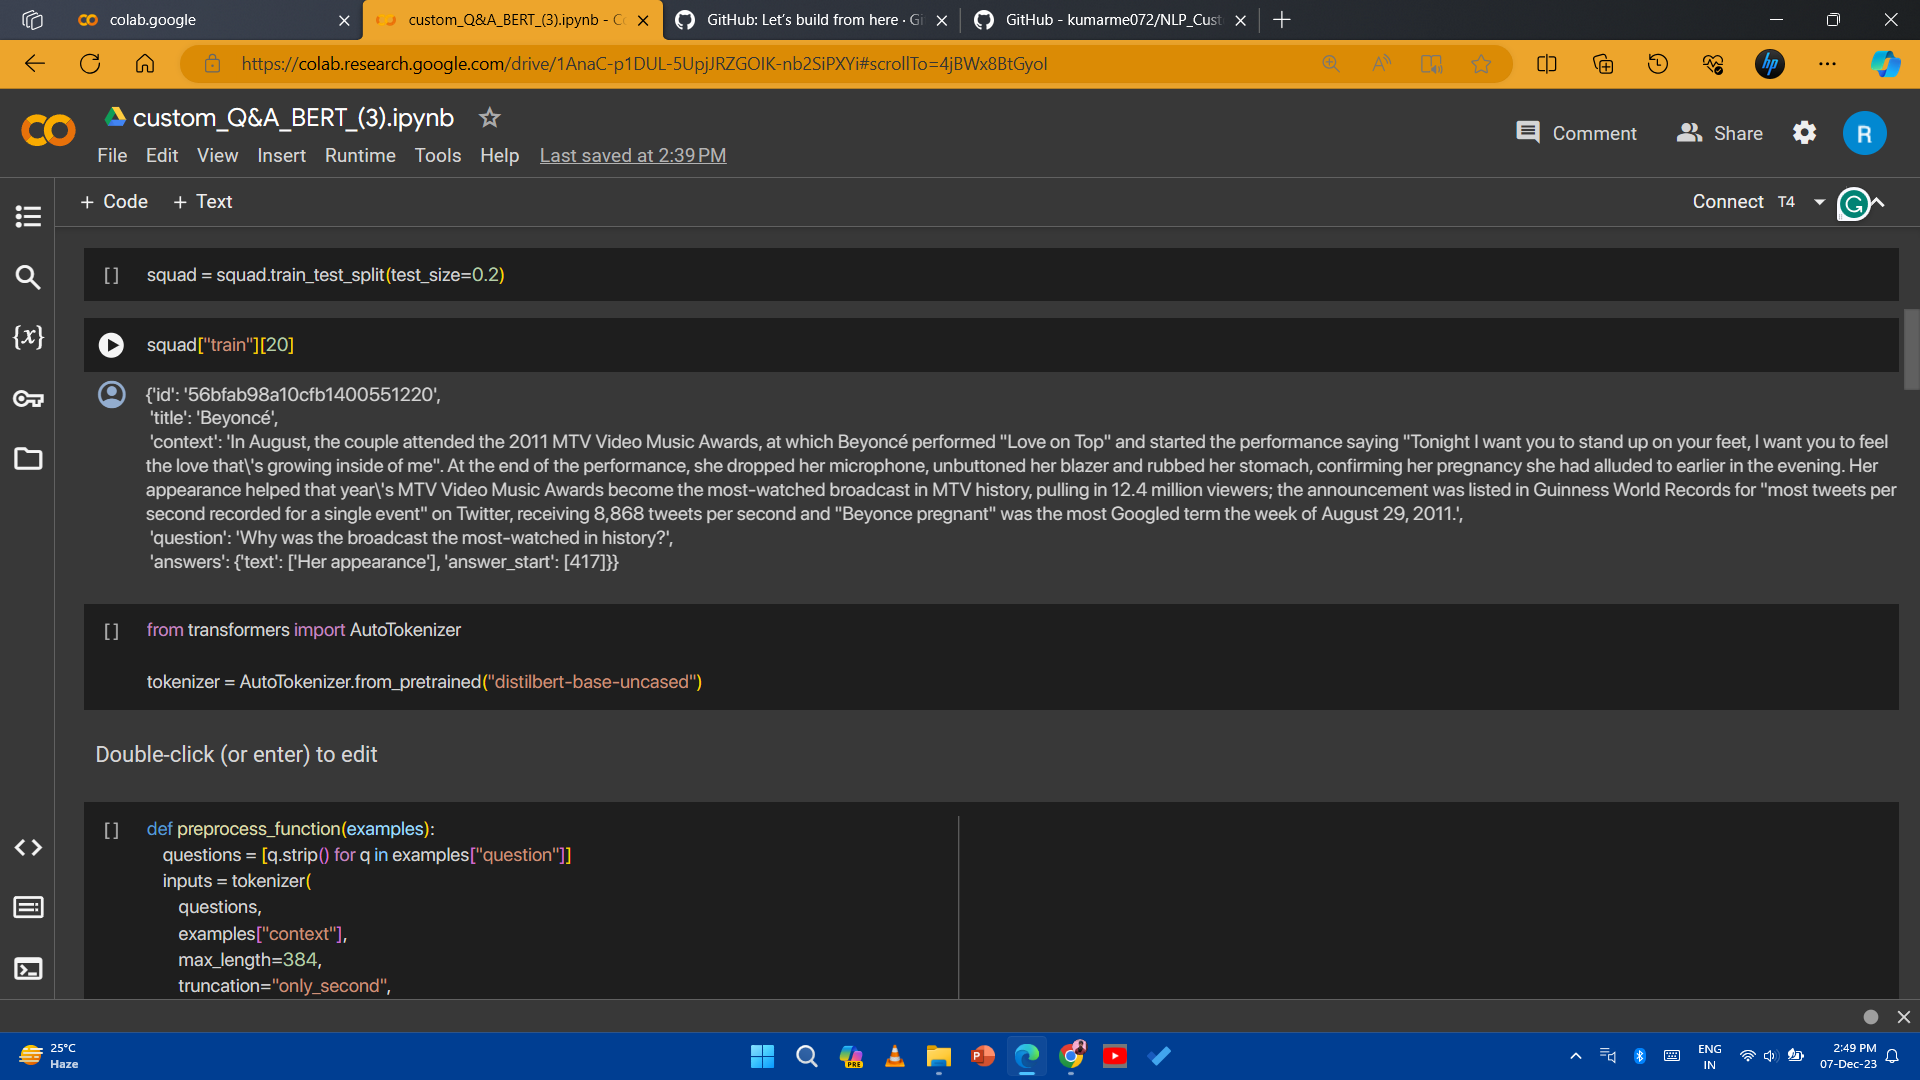 colab.google
custom_Q&A_BERT_(3).ipynb - C
GitHub: Let's build from here · Gi
GitHub - kumarme072/NLP_Cust
https://colab.research.google.com/drive/1AnaC-p1DUL-5UpjJRZGOIK-nb2SiPXYi#scrollTo=4jBWx8BtGyoI
custom_Q&A_BERT_(3).ipynb
Comment
Share
R
File Edit View Insert Runtime Tools Help Last saved at 2:39 PM
+ Code + Text
Connect T4
[ ] squad = squad.train_test_split(test_size=0.2)
squad["train"][20]
{'id': '56bfab98a10cfb1400551220',
'title': 'Beyoncé',
'context': 'In August, the couple attended the 2011 MTV Video Music Awards, at which Beyoncé performed "Love on Top" and started the performance saying "Tonight I want you to stand up on your feet, I want you to feel
the love that\'s growing inside of me". At the end of the performance, she dropped her microphone, unbuttoned her blazer and rubbed her stomach, confirming her pregnancy she had alluded to earlier in the evening. Her
appearance helped that year\'s MTV Video Music Awards become the most-watched broadcast in MTV history, pulling in 12.4 million viewers; the announcement was listed in Guinness World Records for "most tweets per
second recorded for a single event" on Twitter, receiving 8,868 tweets per second and "Beyonce pregnant" was the most Googled term the week of August 29, 2011.',
'question': 'Why was the broadcast the most-watched in history?',
'answers': {'text': ['Her appearance'], 'answer_start': [417]}}
[ ] from transformers import AutoTokenizer
tokenizer = AutoTokenizer.from_pretrained("distilbert-base-uncased")
Double-click (or enter) to edit
[ ] def preprocess_function(examples):
questions = [q.strip() for q in examples["question"]]
inputs = tokenizer(
questions,
examples["context"],
max_length=384,
truncation="only_second",
25°C
Haze
ENG
IN
2:49 PM
07-Dec-23